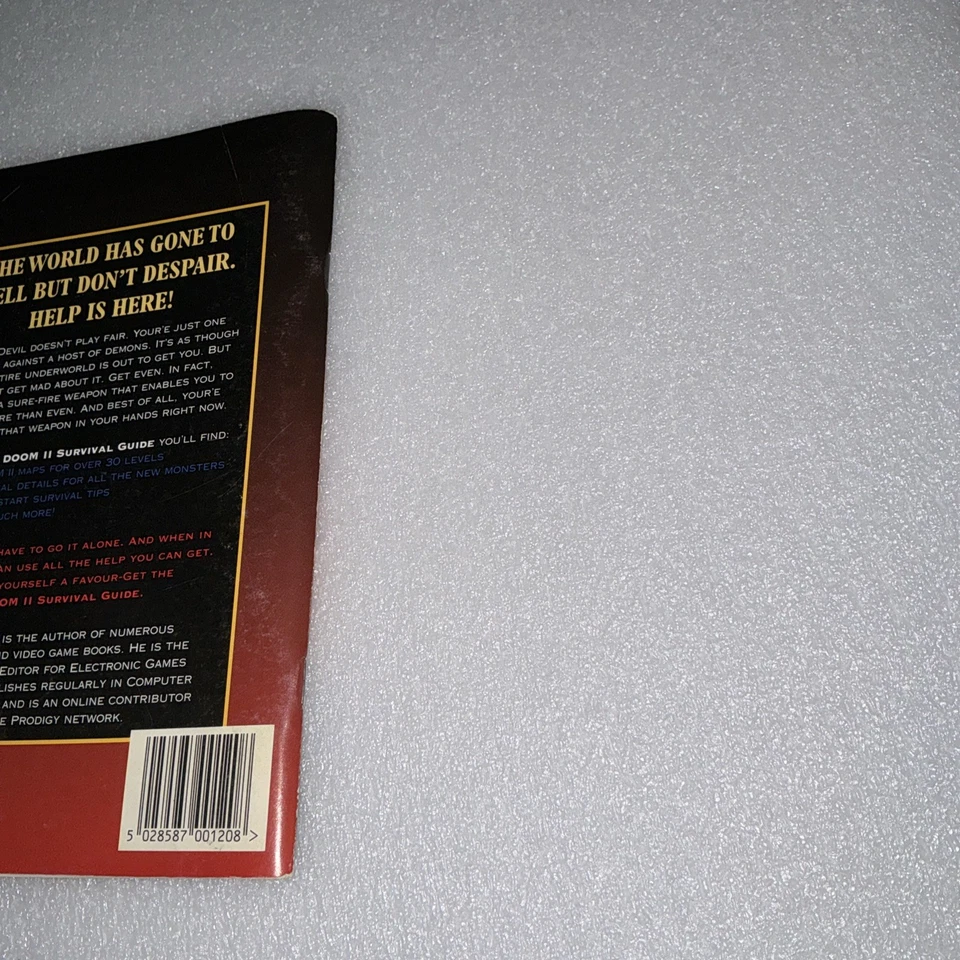 HE WORLD HAS GONE TO
ELL BUT DON'T DESPAIR.
HELP IS HERE!
DEVIL DOESN'T PLAY FAIR. YOUR'E JUST ONE
AGAINST A HOST OF DEMONS. IT'S AS THOUGH
TIRE UNDERWORLD IS OUT TO GET YOU. BUT
T GET MAD ABOUT IT. GET EVEN. IN FACT,
A SURE-FIRE WEAPON THAT ENABLES YOU TO
RE THAN EVEN. AND BEST OF ALL, YOUR'E
THAT WEAPON IN YOUR HANDS RIGHT NOW.
DOOM II SURVIVAL GUIDE YOU'LL FIND:
M II MAPS FOR OVER 30 LEVELS
AL DETAILS FOR ALL THE NEW MONSTERS
START SURVIVAL TIPS
UCH MORE!
HAVE TO GO IT ALONE. AND WHEN IN
AN USE ALL THE HELP YOU CAN GET.
YOURSELF A FAVOUR-GET THE
OOM II SURVIVAL GUIDE.
IS THE AUTHOR OF NUMEROUS
ND VIDEO GAME BOOKS. HE IS THE
EDITOR FOR ELECTRONIC GAMES
LISHES REGULARLY IN COMPUTER
AND IS AN ONLINE CONTRIBUTOR
E PRODIGY NETWORK.
5 028587 001208 >